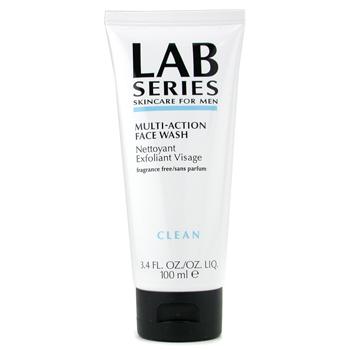 LAB
SERIES
SKINCARE FOR MEN
MULTI-ACTION
FACE WASH
Nettoyant
Exfoliant Visage
fragrance free/sans parfum
CLEAN
3.4 FL. OZ./OZ. LIQ.
100 ml ℮